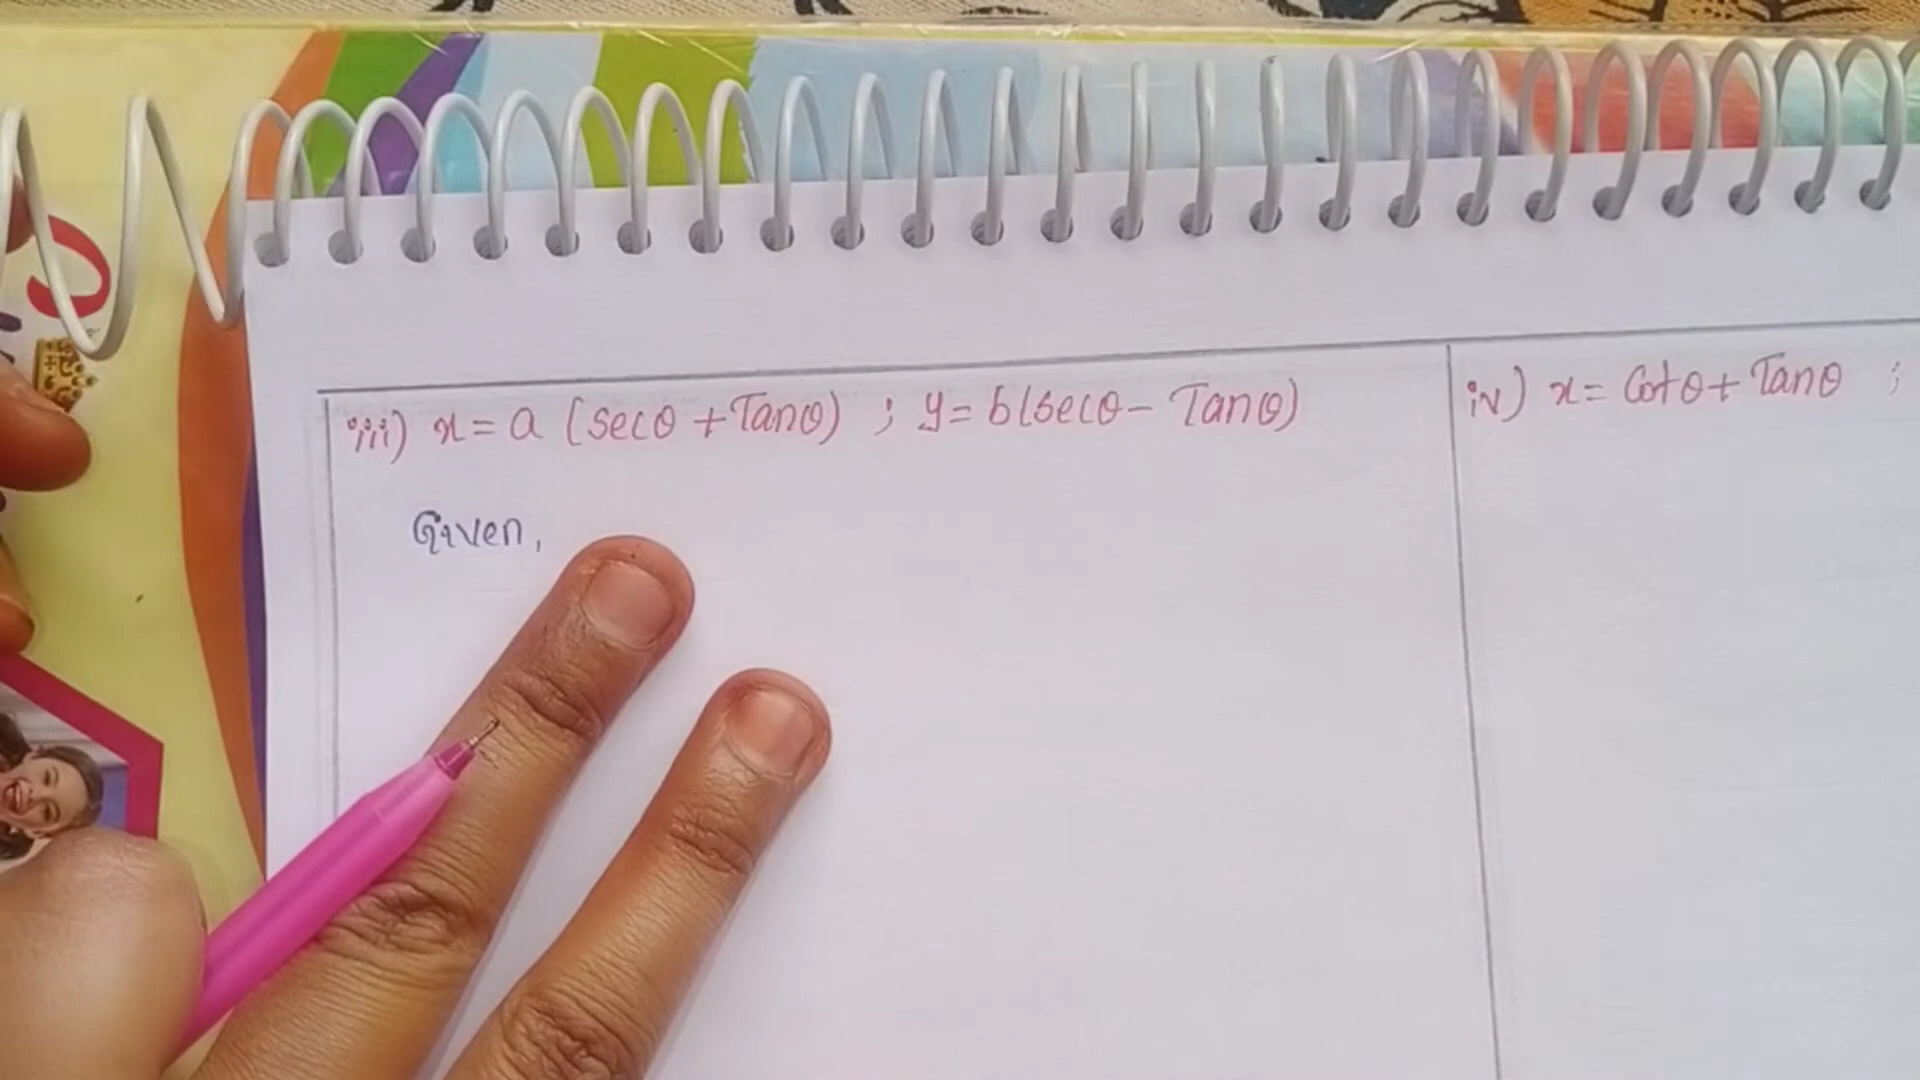 iii) x = a (secθ + Tanθ) ; y = b(secθ - Tanθ)
Given,
iv) x = Cotθ + Tanθ ;